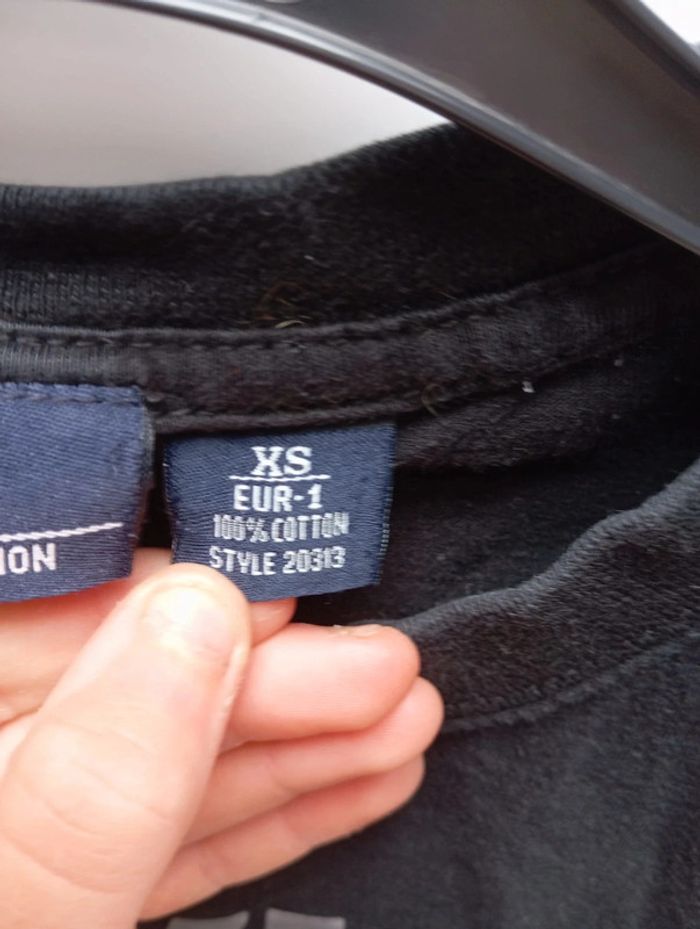 XS
EUR-1
100% COTTON
STYLE 20313
ION